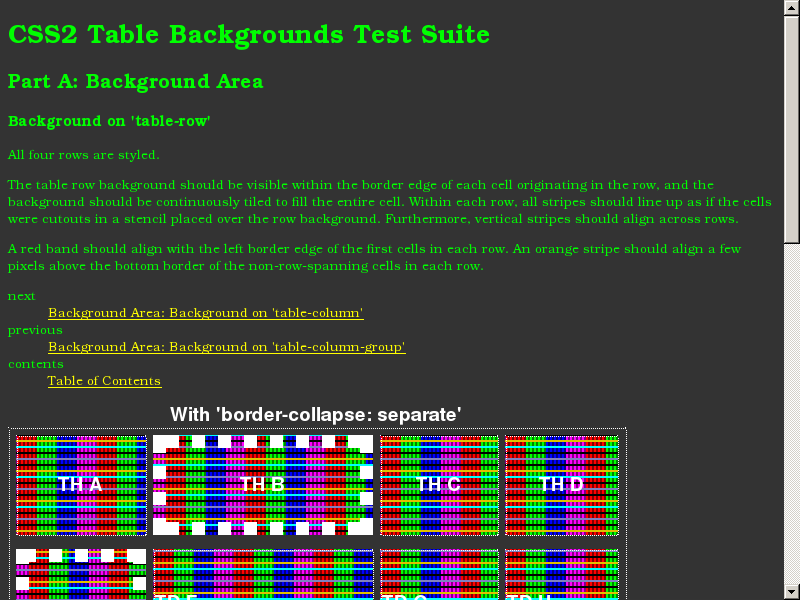 CSS2 Table Backgrounds Test Suite
Part A: Background Area
Background on 'table-row'
All four rows are styled.
The table row background should be visible within the border edge of each cell originating in the row, and the
background should be continuously tiled to fill the entire cell. Within each row, all stripes should line up as if the cells
were cutouts in a stencil placed over the row background. Furthermore, vertical stripes should align across rows.
A red band should align with the left border edge of the first cells in each row. An orange stripe should align a few
pixels above the bottom border of the non-row-spanning cells in each row.
next
Background Area: Background on 'table-column'
previous
Background Area: Background on 'table-column-group'
contents
Table of Contents
With 'border-collapse: separate'
TH A TH B TH C TH D